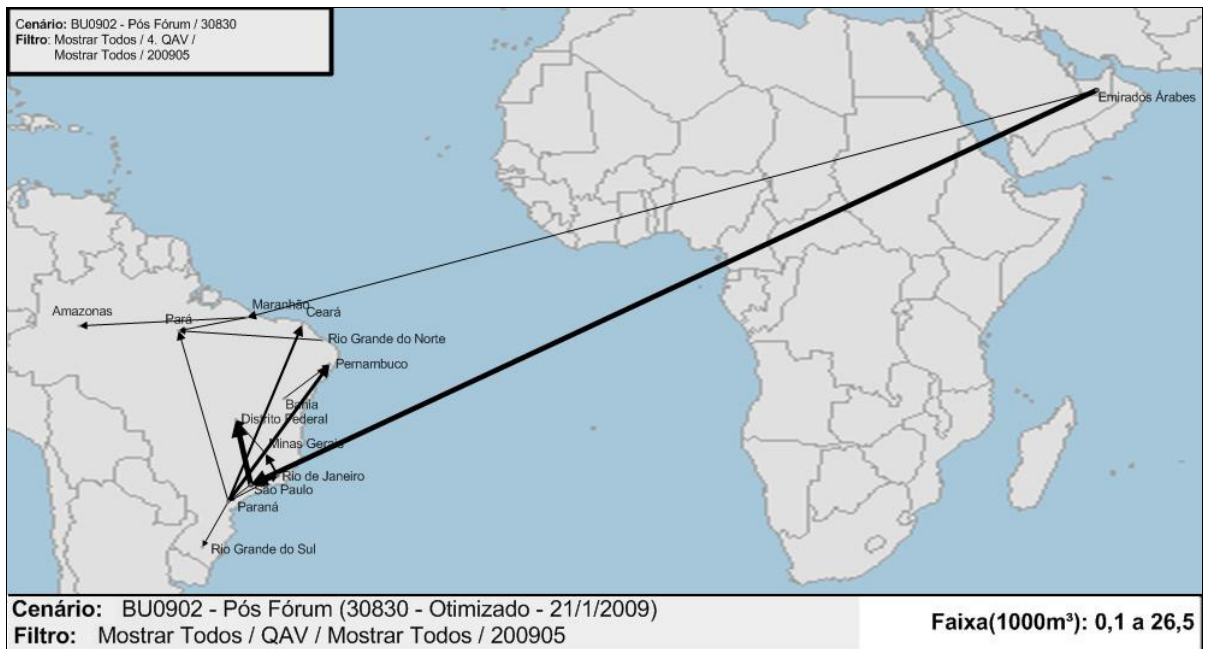 Cenário: BU0902 - Pós Fórum / 30830
Filtro: Mostrar Todos / 4. QAV /
Mostrar Todos / 200905
Emirados Árabes
Maranhão
Amazonas
Ceará
Pará
Rio Grande do Norte
Pernambuco
Bahia
Distrito Federal
Minas Gerais
Rio de Janeiro
São Paulo
Paraná
Rio Grande do Sul
Cenário: BU0902 - Pós Fórum (30830 - Otimizado - 21/1/2009)
Filtro: Mostrar Todos / QAV / Mostrar Todos / 200905
Faixa(1000m³): 0,1 a 26,5